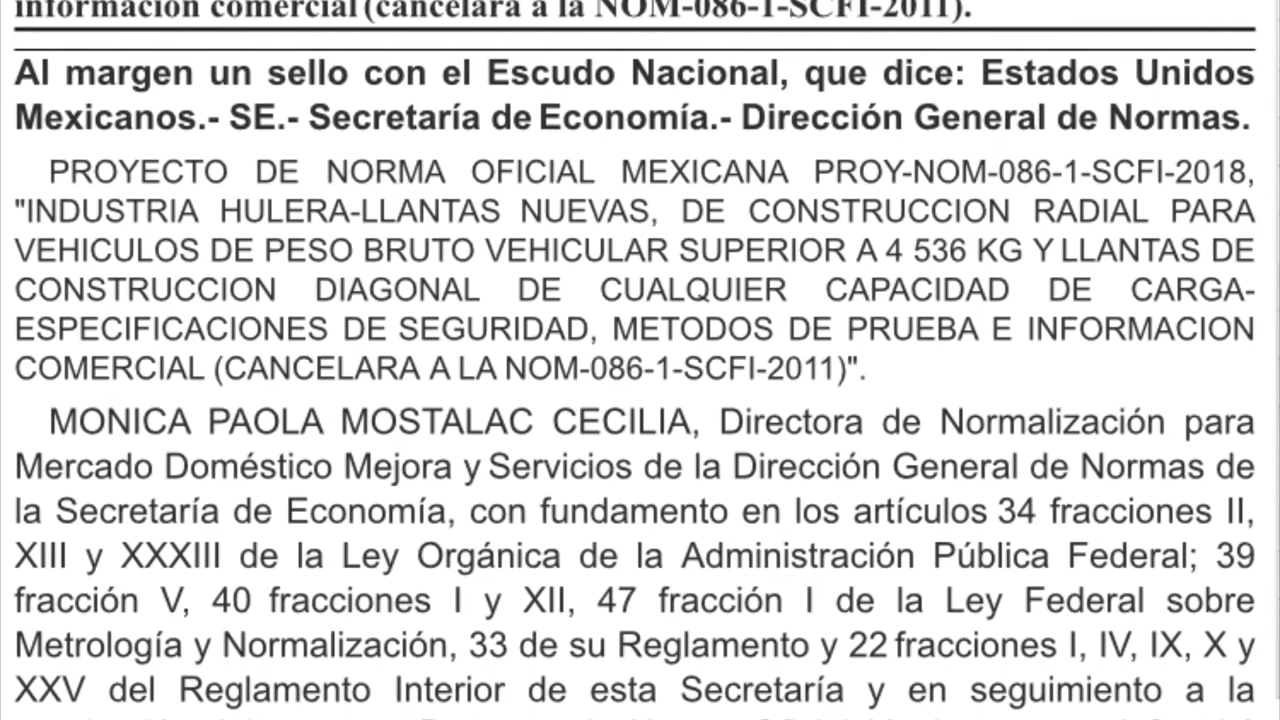 información comercial (cancelará a la NOM-086-1-SCFI-2011).
Al margen un sello con el Escudo Nacional, que dice: Estados Unidos
Mexicanos.- SE.- Secretaría de Economía.- Dirección General de Normas.
PROYECTO DE NORMA OFICIAL MEXICANA PROY-NOM-086-1-SCFI-2018,
"INDUSTRIA HULERA-LLANTAS NUEVAS, DE CONSTRUCCION RADIAL PARA
VEHICULOS DE PESO BRUTO VEHICULAR SUPERIOR A 4 536 KG Y LLANTAS DE
CONSTRUCCION DIAGONAL DE CUALQUIER CAPACIDAD DE CARGA-
ESPECIFICACIONES DE SEGURIDAD, METODOS DE PRUEBA E INFORMACION
COMERCIAL (CANCELARA A LA NOM-086-1-SCFI-2011)".
MONICA PAOLA MOSTALAC CECILIA, Directora de Normalización para
Mercado Doméstico Mejora y Servicios de la Dirección General de Normas de
la Secretaría de Economía, con fundamento en los artículos 34 fracciones II,
XIII y XXXIII de la Ley Orgánica de la Administración Pública Federal; 39
fracción V, 40 fracciones I y XII, 47 fracción I de la Ley Federal sobre
Metrología y Normalización, 33 de su Reglamento y 22 fracciones I, IV, IX, X y
XXV del Reglamento Interior de esta Secretaría y en seguimiento a la